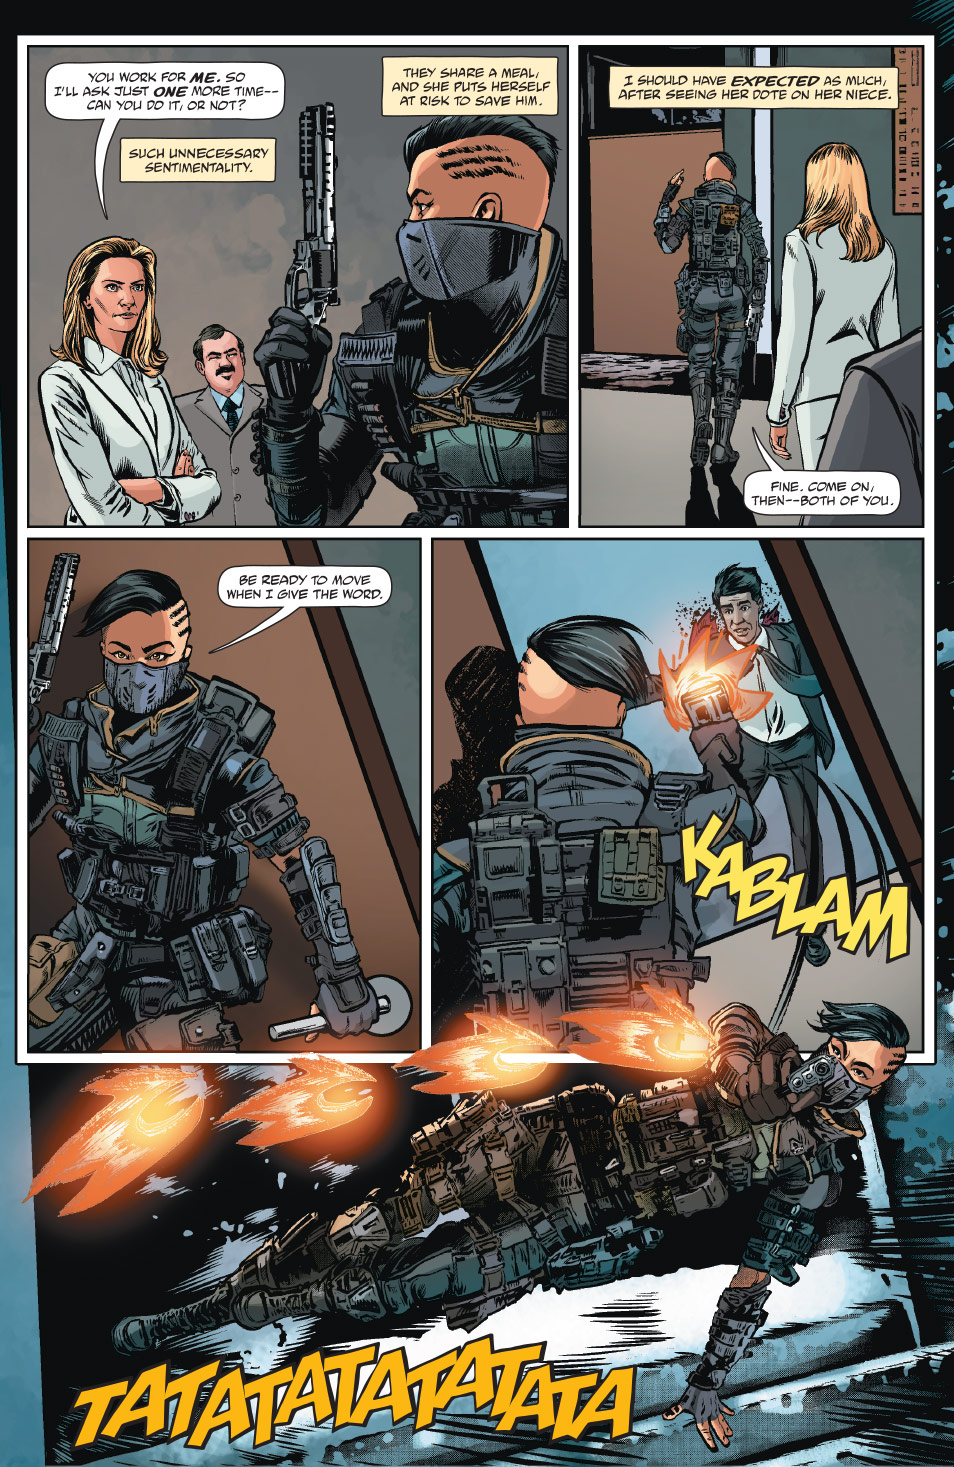 YOU WORK FOR ME. SO
I'LL ASK JUST ONE MORE TIME--
CAN YOU DO IT, OR NOT?
SUCH UNNECESSARY
SENTIMENTALITY.
THEY SHARE A MEAL,
AND SHE PUTS HERSELF
AT RISK TO SAVE HIM.
I SHOULD HAVE EXPECTED AS MUCH,
AFTER SEEING HER DOTE ON HER NIECE.
FINE. COME ON,
THEN--BOTH OF YOU.
BE READY TO MOVE
WHEN I GIVE THE WORD.
KABLAM
TATATATATATATATA